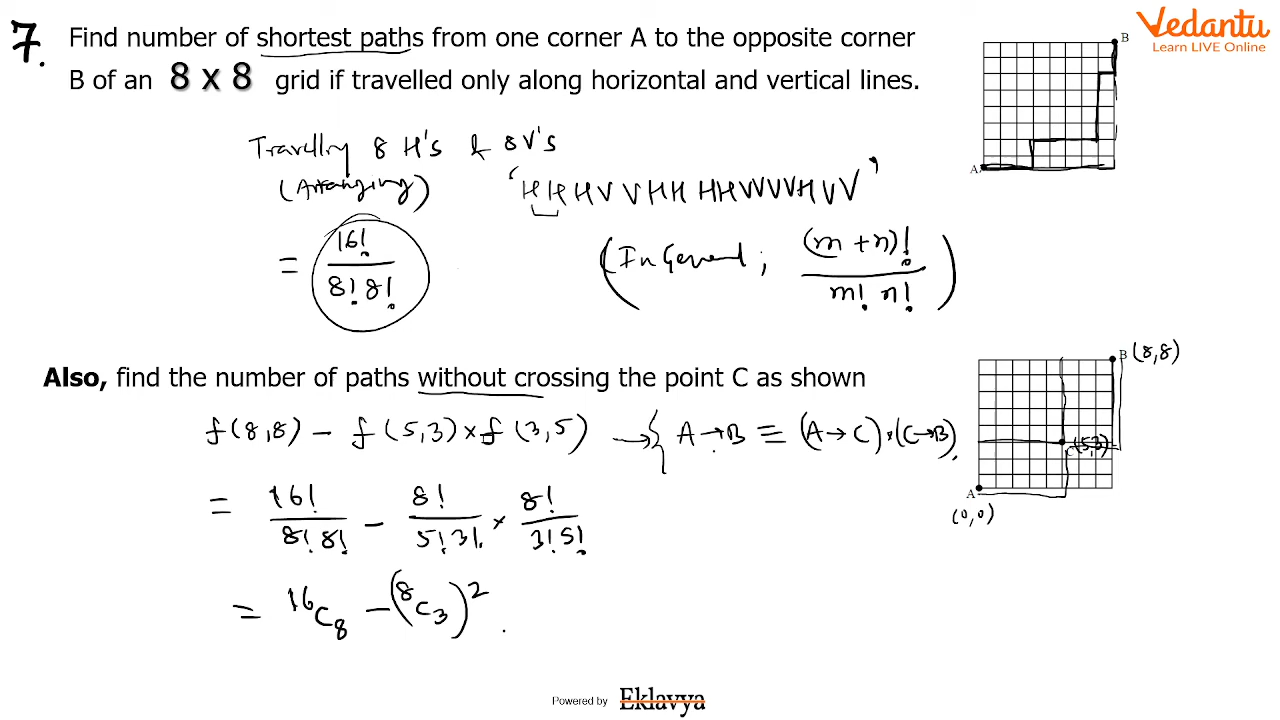 7. Find number of shortest paths from one corner A to the opposite corner
B of an 8 x 8 grid if travelled only along horizontal and vertical lines.
Vedantu
Learn LIVE Online
B
A
Travelling 8 H's & 8 V's
(Arranging) 'HHHVVHHHHVVVVHVV'
= 16! / 8! 8! (In General ; (m + n)! / m! n!)
Also, find the number of paths without crossing the point C as shown
B (8,8)
f(8,8) - f(5,3) × f(3,5) → { A→B ≡ (A→C) · (C→B).
C (5,3)
A
(0,0)
= 16! / 8! 8! - 8! / 5! 3! × 8! / 3! 5!
= 16C8 - (8C3)2
Powered by Eklavya